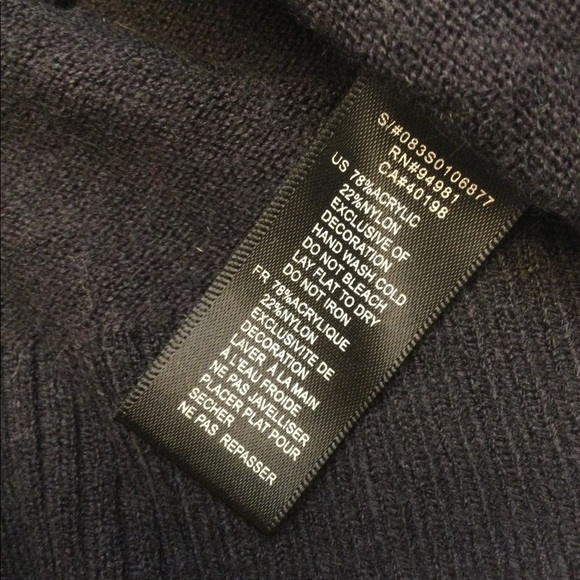 S/#083S0106877
RN#94981
CA#40198
US 78%ACRYLIC
22%NYLON
EXCLUSIVE OF
DECORATION
HAND WASH COLD
DO NOT BLEACH
LAY FLAT TO DRY
DO NOT IRON
FR 78%ACRYLIQUE
22%NYLON
EXCLUSIVITE DE
DECORATION
LAVER A LA MAIN
A L'EAU FROIDE
NE PAS JAVELLISER
PLACER PLAT POUR
SECHER
NE PAS REPASSER